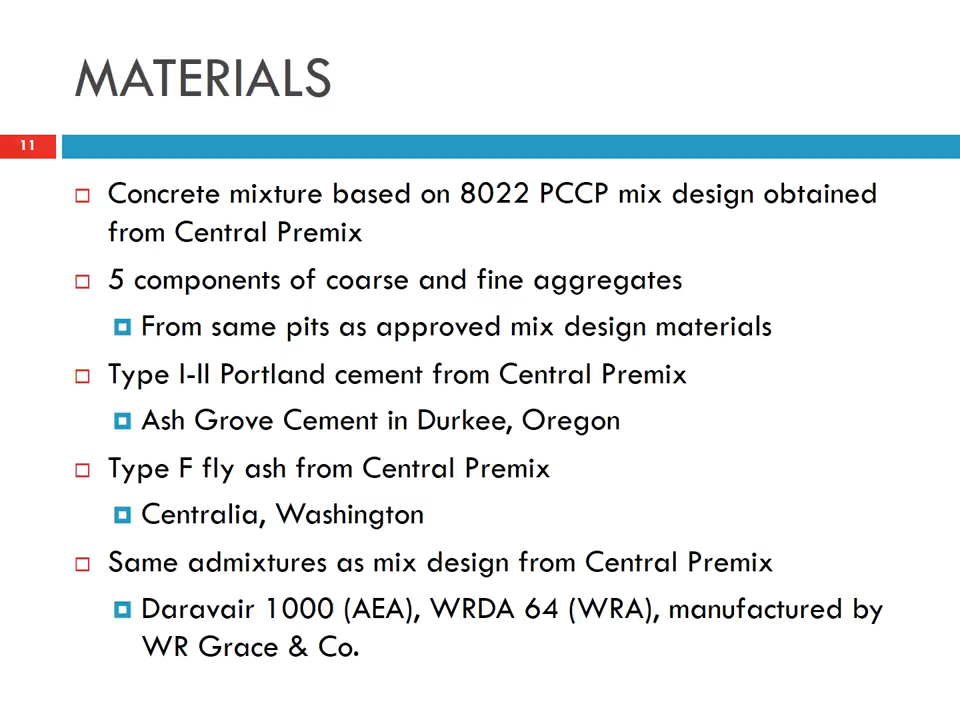 MATERIALS
11
Concrete mixture based on 8022 PCCP mix design obtained
from Central Premix
5 components of coarse and fine aggregates
From same pits as approved mix design materials
Type I-II Portland cement from Central Premix
Ash Grove Cement in Durkee, Oregon
Type F fly ash from Central Premix
Centralia, Washington
Same admixtures as mix design from Central Premix
Daravair 1000 (AEA), WRDA 64 (WRA), manufactured by
WR Grace & Co.